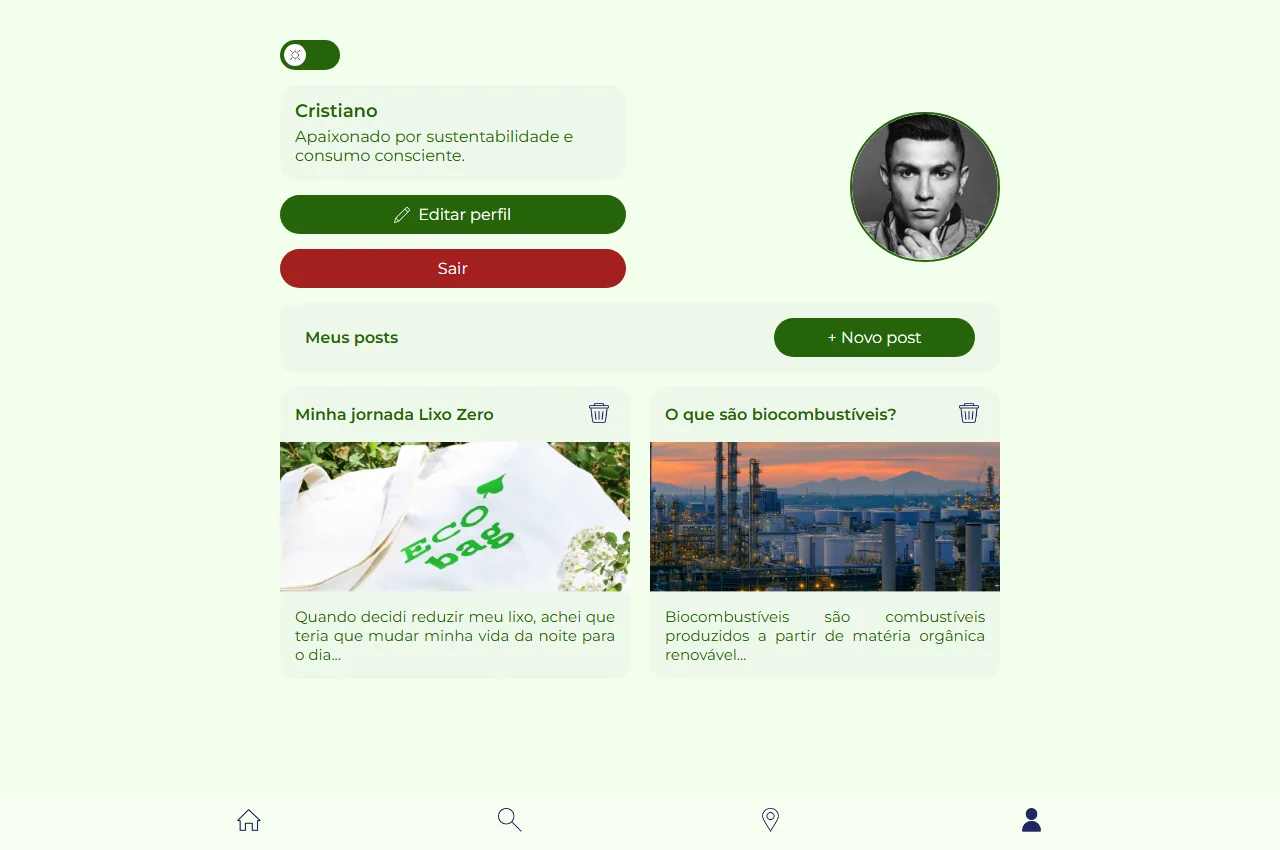 Cristiano
Apaixonado por sustentabilidade e
consumo consciente.
Editar perfil
Sair
Meus posts
+ Novo post
Minha jornada Lixo Zero
ECO
bag
Quando decidi reduzir meu lixo, achei que
teria que mudar minha vida da noite para
o dia...
O que são biocombustíveis?
Biocombustíveis são combustíveis
produzidos a partir de matéria orgânica
renovável...